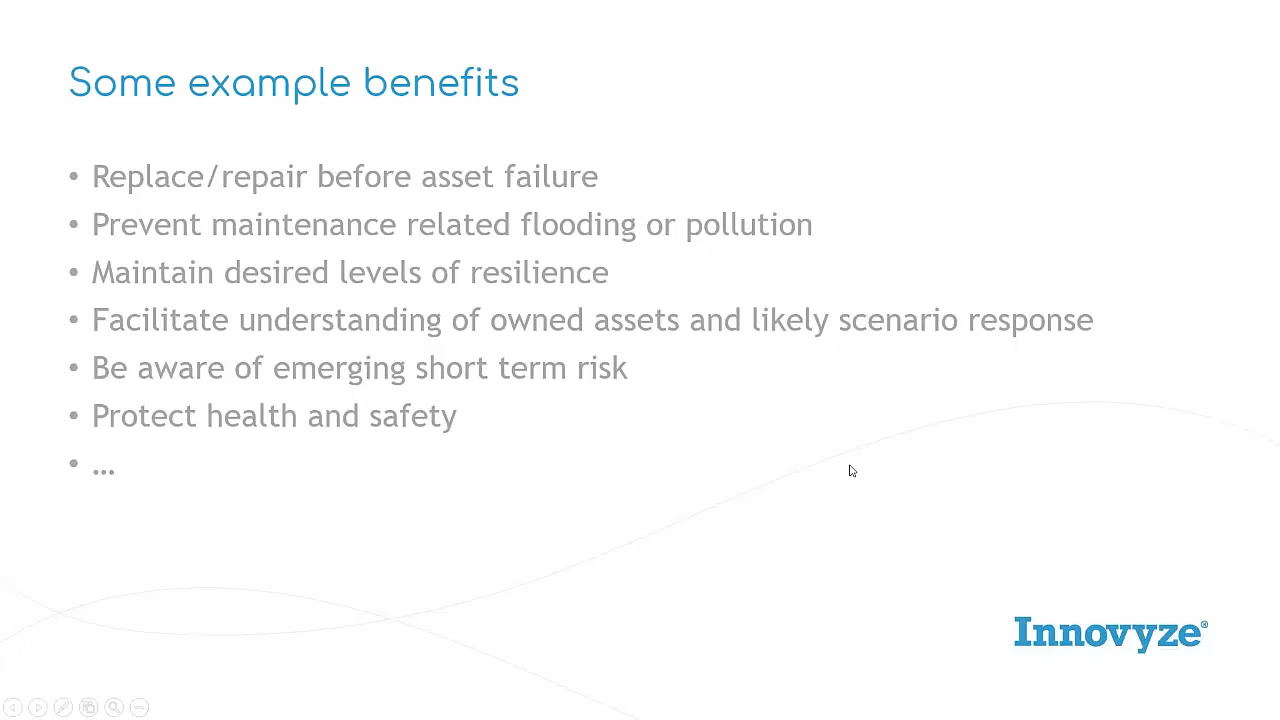 Some example benefits
• Replace/repair before asset failure
• Prevent maintenance related flooding or pollution
• Maintain desired levels of resilience
• Facilitate understanding of owned assets and likely scenario response
• Be aware of emerging short term risk
• Protect health and safety
• …
Innovyze®